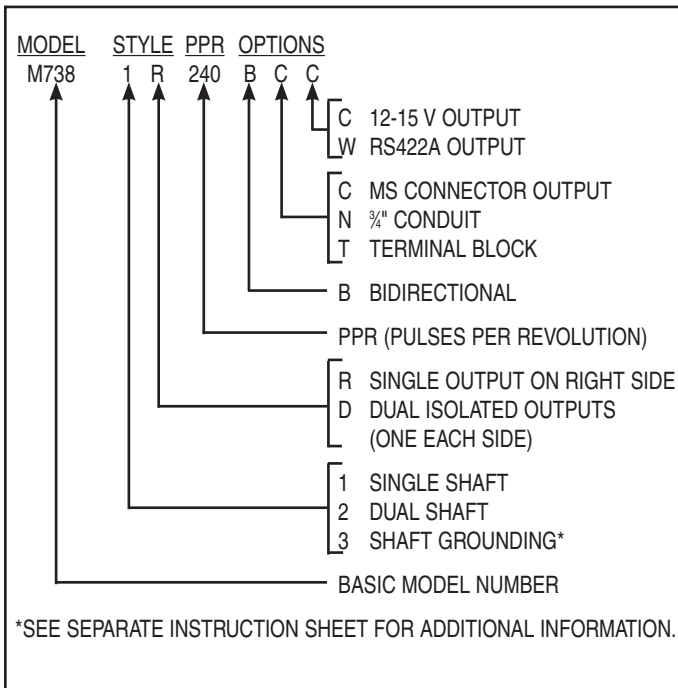 MODEL STYLE PPR OPTIONS
M738 1 R 240 B C C
C 12-15 V OUTPUT
W RS422A OUTPUT
C MS CONNECTOR OUTPUT
N ¾" CONDUIT
T TERMINAL BLOCK
B BIDIRECTIONAL
PPR (PULSES PER REVOLUTION)
R SINGLE OUTPUT ON RIGHT SIDE
D DUAL ISOLATED OUTPUTS
(ONE EACH SIDE)
1 SINGLE SHAFT
2 DUAL SHAFT
3 SHAFT GROUNDING*
BASIC MODEL NUMBER
*SEE SEPARATE INSTRUCTION SHEET FOR ADDITIONAL INFORMATION.